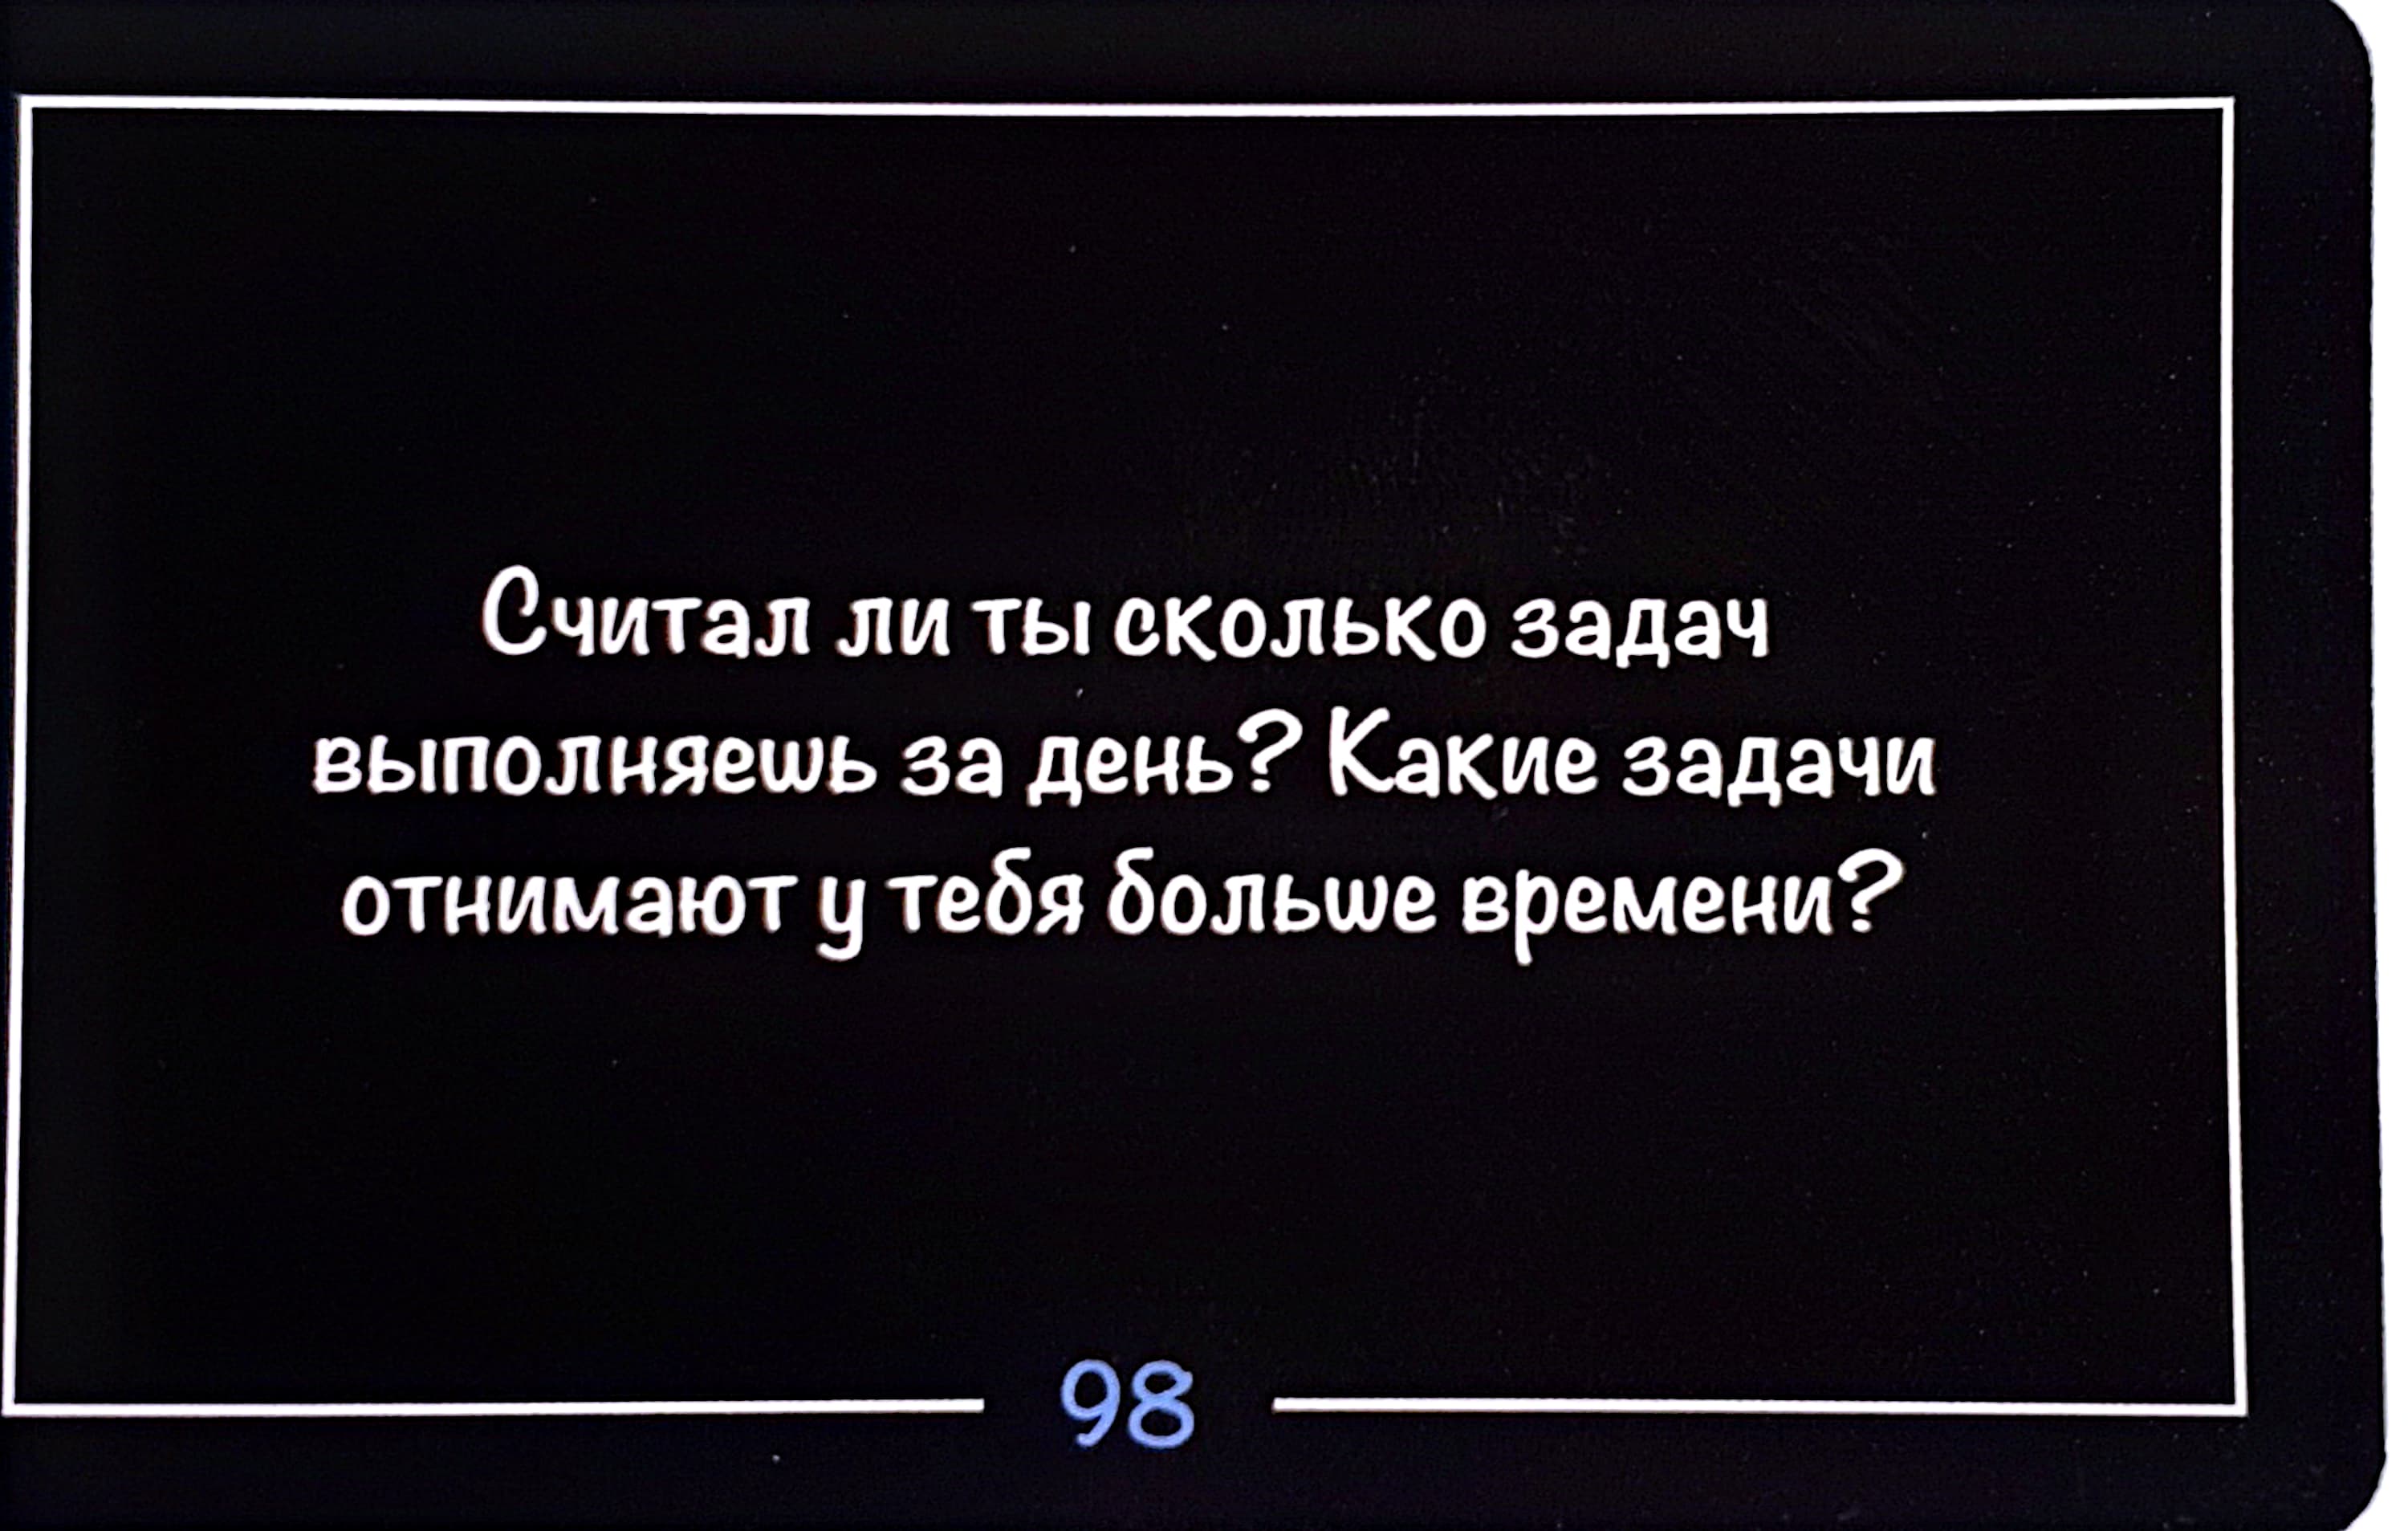 Считал ли ты сколько задач
выполняешь за день? Какие задачи
отнимают у тебя больше времени?
98